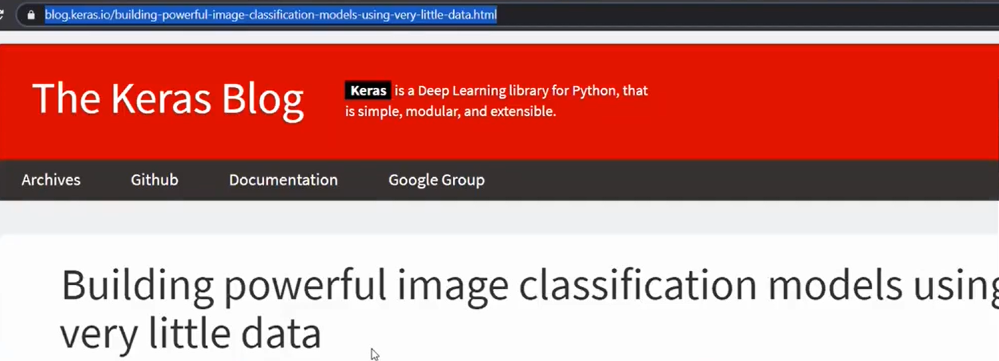 blog.keras.io/building-powerful-image-classification-models-using-very-little-data.html
The Keras Blog
Keras is a Deep Learning library for Python, that
is simple, modular, and extensible.
Archives Github Documentation Google Group
Building powerful image classification models using
very little data